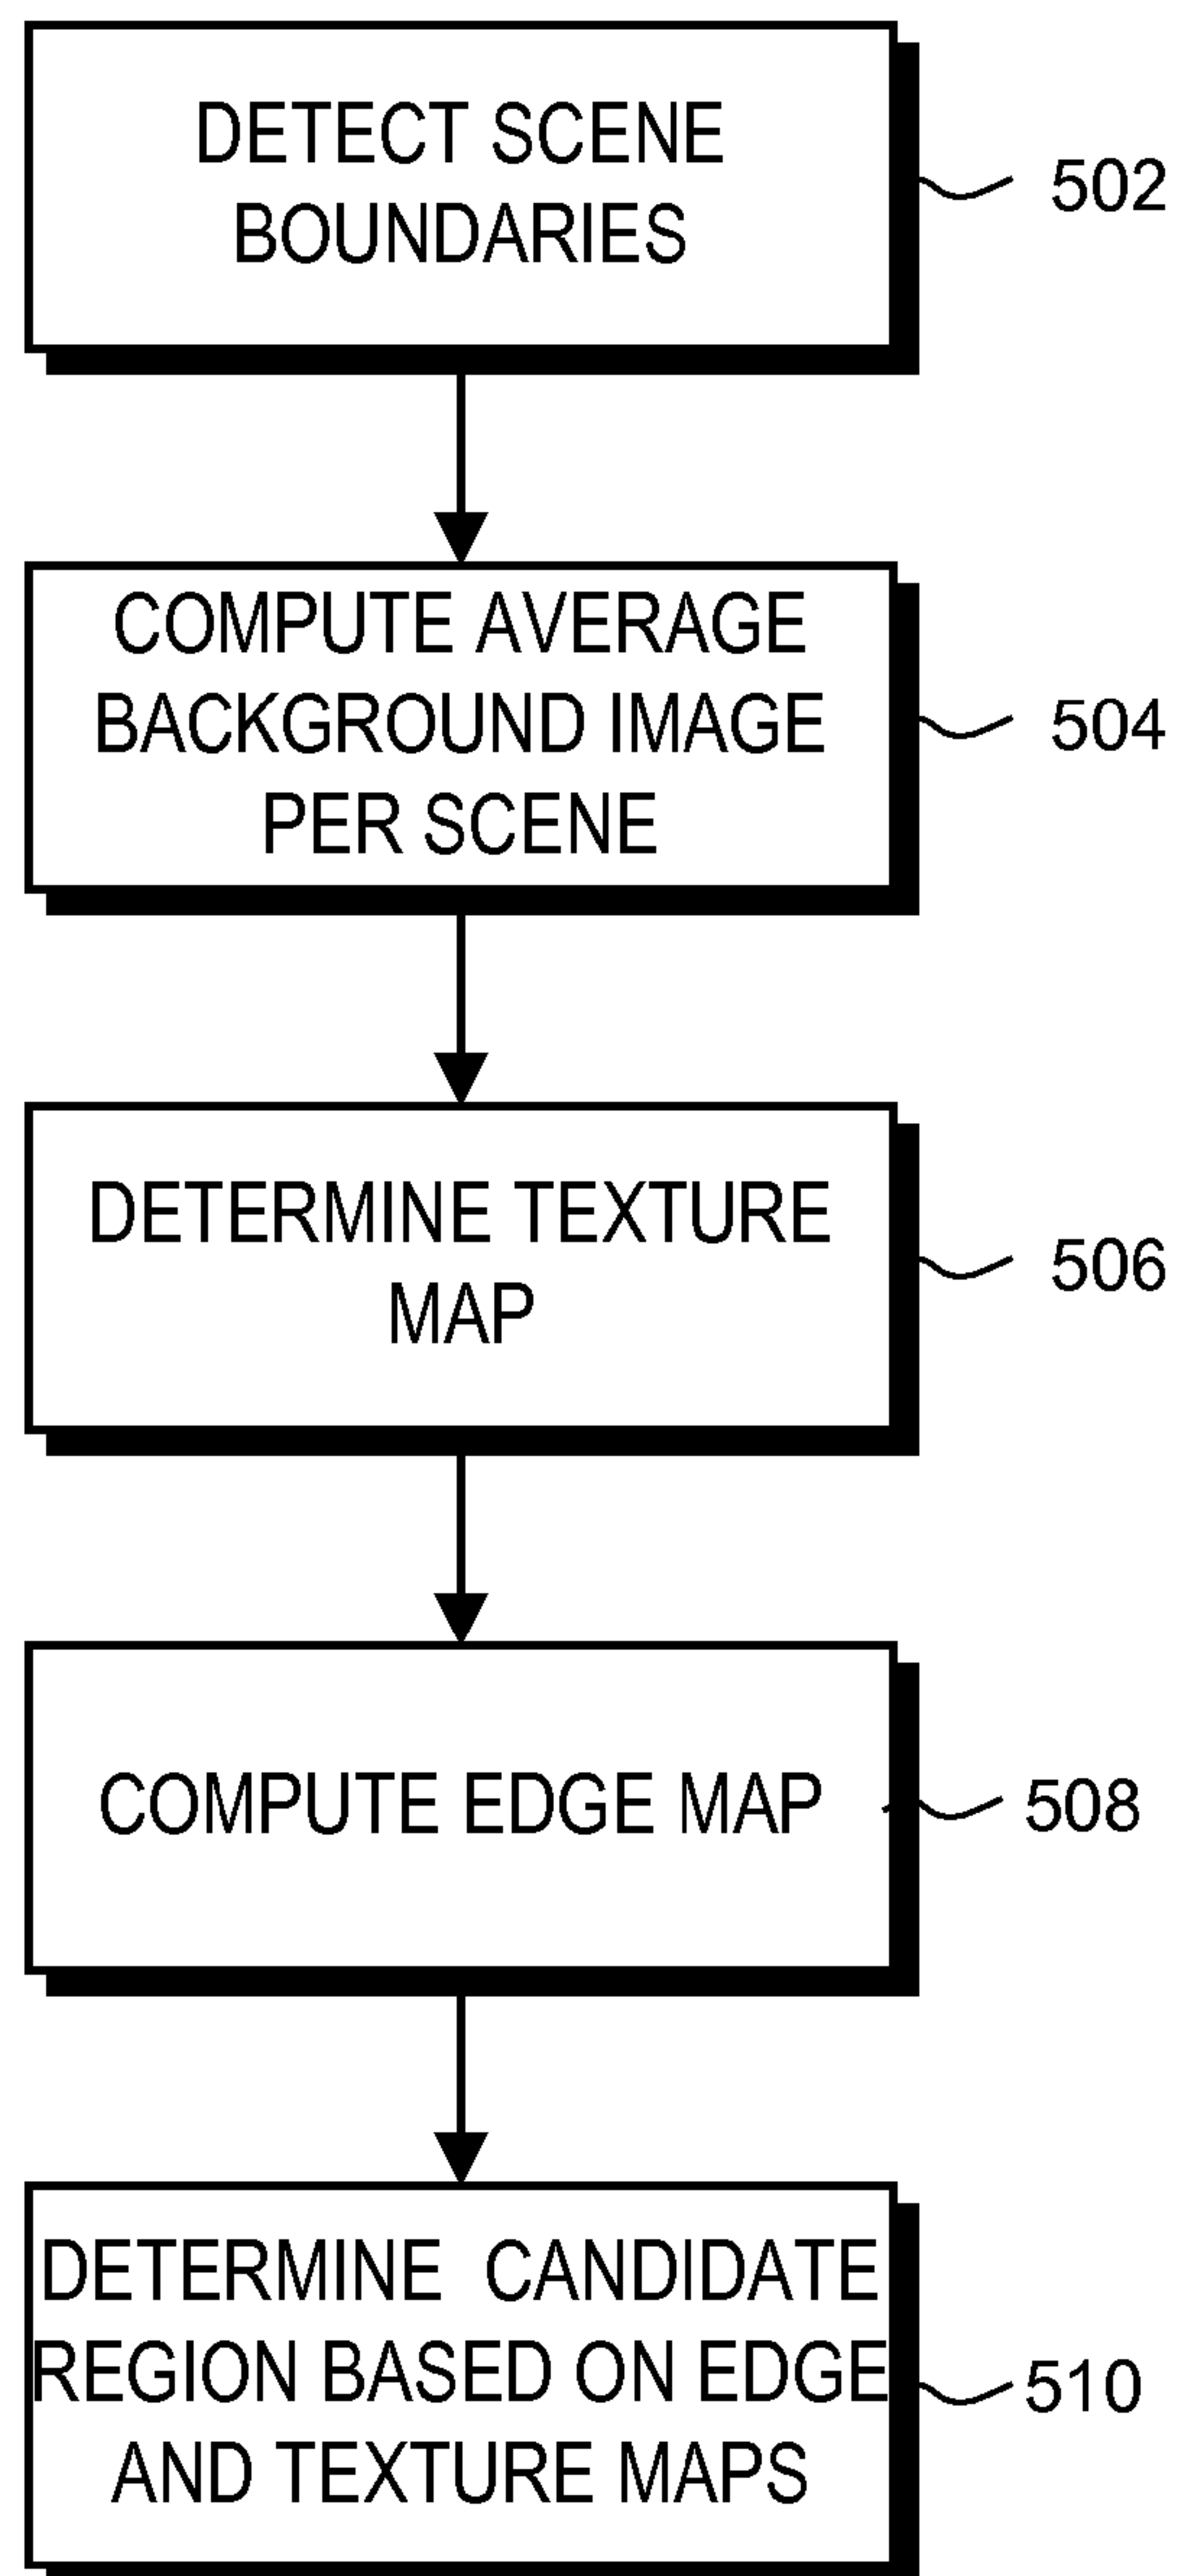 DETECT SCENE
BOUNDARIES
502
COMPUTE AVERAGE
BACKGROUND IMAGE
PER SCENE
504
DETERMINE TEXTURE
MAP
506
COMPUTE EDGE MAP
508
DETERMINE CANDIDATE
REGION BASED ON EDGE
AND TEXTURE MAPS
510